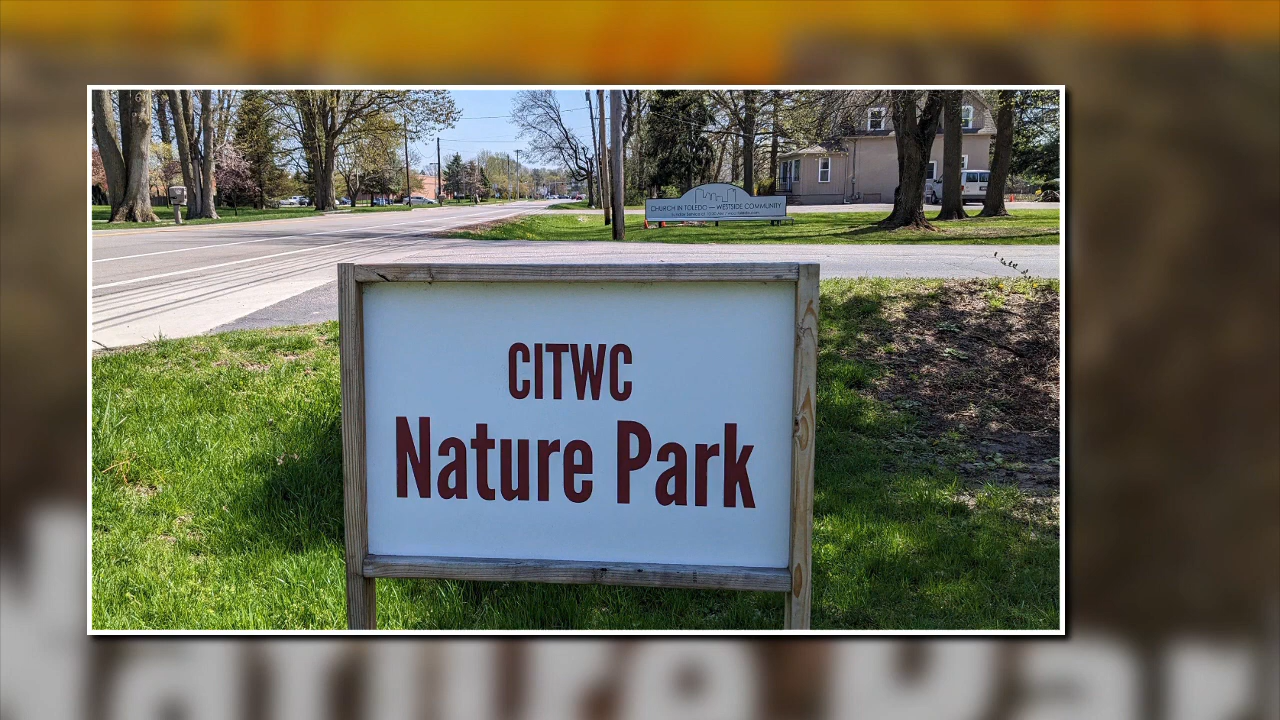 CHURCH IN TOLEDO — WESTSIDE COMMUNITY
CITWC
Nature Park